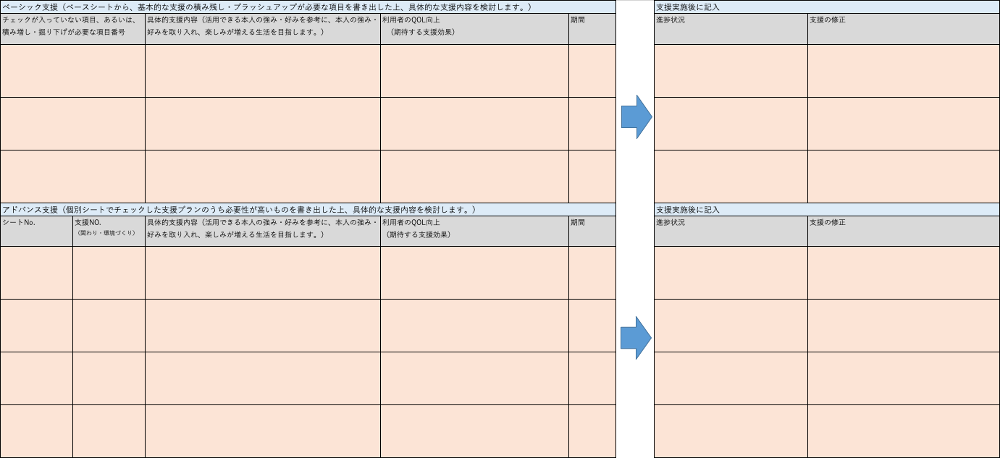 ベーシック支援（ベースシートから、基本的な支援の積み残し・ブラッシュアップが必要な項目を書き出した上、具体的な支援内容を検討します。）
チェックが入っていない項目、あるいは、
積み増し・掘り下げが必要な項目番号
具体的支援内容（活用できる本人の強み・好みを参考に、本人の強み・
好みを取り入れ、楽しみが増える生活を目指します。）
利用者のQOL向上
（期待する支援効果）
期間
支援実施後に記入
進捗状況
支援の修正
アドバンス支援（個別シートでチェックした支援プランのうち必要性が高いものを書き出した上、具体的な支援内容を検討します。）
シートNo.
支援NO.
（関わり・環境づくり）
具体的支援内容（活用できる本人の強み・好みを参考に、本人の強み・
好みを取り入れ、楽しみが増える生活を目指します。）
利用者のQOL向上
（期待する支援効果）
期間
支援実施後に記入
進捗状況
支援の修正